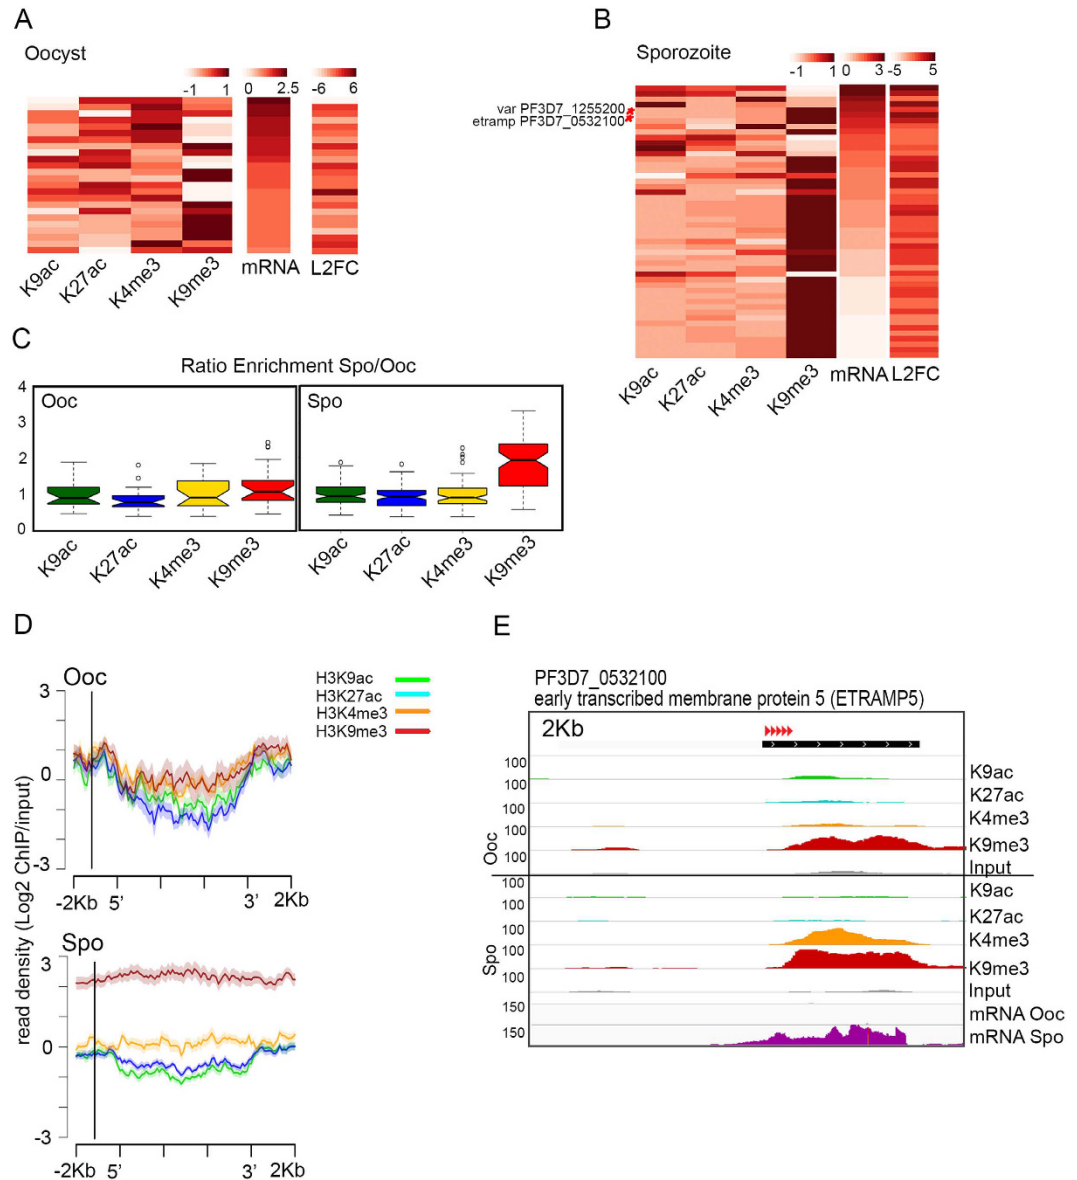 A
Oocyst
-1 1 0 2.5 -6 6
K9ac K27ac K4me3 K9me3 mRNA L2FC
B
Sporozoite
-1 1 0 3 -5 5
var PF3D7_1255200
etramp PF3D7_0532100
K9ac K27ac K4me3 K9me3 mRNA L2FC
C
Ratio Enrichment Spo/Ooc
4
3
2
1
0
Ooc
Spo
K9ac K27ac K4me3 K9me3 K9ac K27ac K4me3 K9me3
D
read density (Log2 ChIP/input)
Ooc
3
0
-3
-2Kb 5' 3' 2Kb
H3K9ac
H3K27ac
H3K4me3
H3K9me3
Spo
3
0
-3
-2Kb 5' 3' 2Kb
E
PF3D7_0532100
early transcribed membrane protein 5 (ETRAMP5)
2Kb
Ooc
100 K9ac
100 K27ac
100 K4me3
100 K9me3
100 Input
Spo
100 K9ac
100 K27ac
100 K4me3
100 K9me3
100 Input
150 mRNA Ooc
150 mRNA Spo